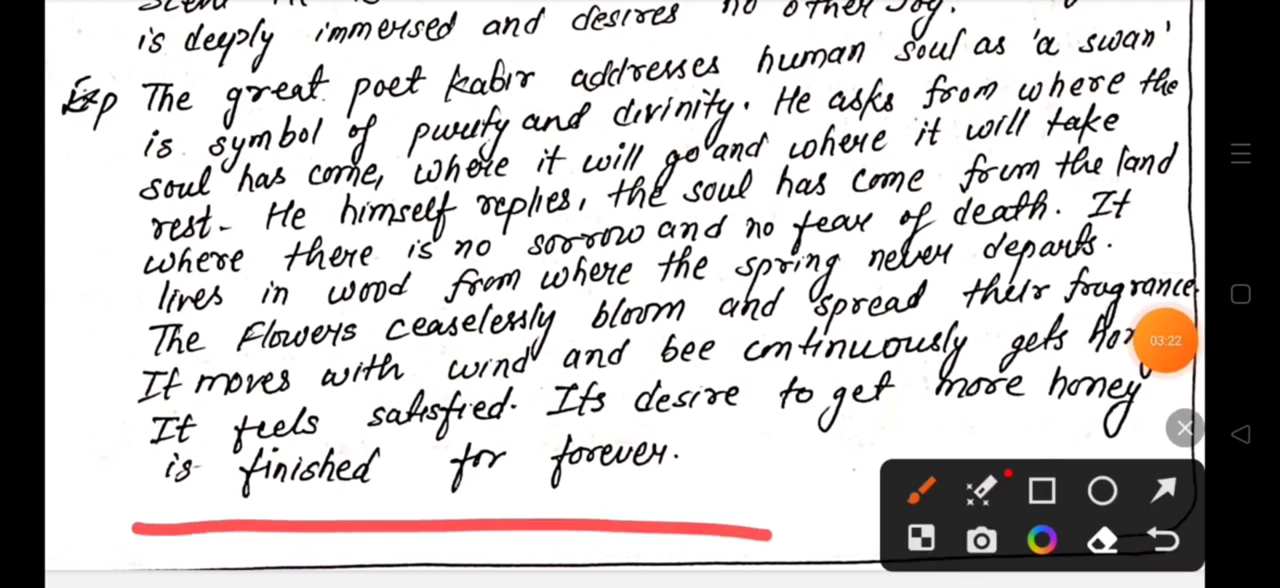 is deeply immersed and desires no other joy.
Exp The great poet Kabir addresses human soul as 'a swan'
is symbol of purity and divinity. He asks from where the
soul has come, where it will go and where it will take
rest. He himself replies, the soul has come from the land
where there is no sorrow and no fear of death. It
lives in wood from where the spring never departs.
The Flowers ceaselessly bloom and spread their fragrance.
It moves with wind and bee continuously gets
03:22
It feels satisfied. Its desire to get more honey
is finished for forever.